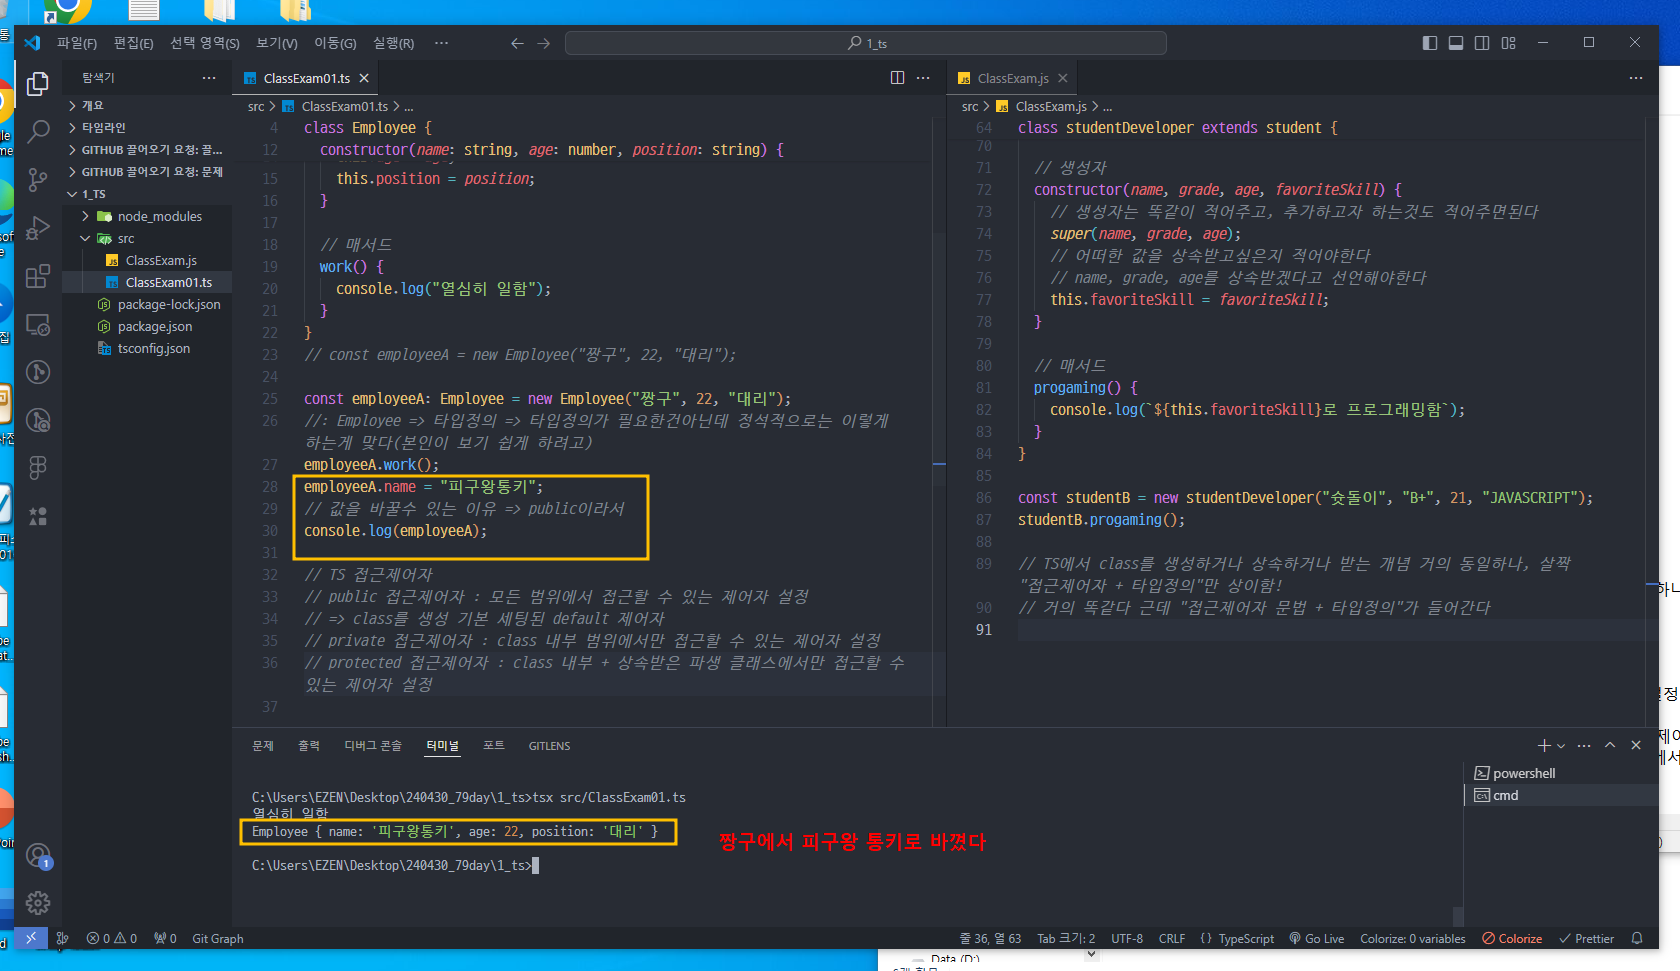 파일(F) 편집(E) 선택 영역(S) 보기(V) 이동(G) 실행(R) ···
1_ts
탐색기
개요
타임라인
GITHUB 끌어오기 요청: 끌...
GITHUB 끌어오기 요청: 문제
1_TS
node_modules
src
ClassExam.js
ClassExam01.ts
package-lock.json
package.json
tsconfig.json
ClassExam01.ts
src > ClassExam01.ts > ...
4 class Employee {
12 constructor(name: string, age: number, position: string) {
15 this.position = position;
16 }
17
18 // 매서드
19 work() {
20 console.log("열심히 일함");
21 }
22 }
23 // const employeeA = new Employee("짱구", 22, "대리");
24
25 const employeeA: Employee = new Employee("짱구", 22, "대리");
26 //: Employee => 타입정의 => 타입정의가 필요한건아닌데 정석적으로는 이렇게
하는게 맞다(본인이 보기 쉽게 하려고)
27 employeeA.work();
28 employeeA.name = "피구왕통키";
29 // 값을 바꿀수 있는 이유 => public이라서
30 console.log(employeeA);
31
32 // TS 접근제어자
33 // public 접근제어자 : 모든 범위에서 접근할 수 있는 제어자 설정
34 // => class를 생성 기본 세팅된 default 제어자
35 // private 접근제어자 : class 내부 범위에서만 접근할 수 있는 제어자 설정
36 // protected 접근제어자 : class 내부 + 상속받은 파생 클래스에서만 접근할 수
있는 제어자 설정
37
ClassExam.js
src > ClassExam.js > ...
64 class studentDeveloper extends student {
70
71 // 생성자
72 constructor(name, grade, age, favoriteSkill) {
73 // 생성자는 똑같이 적어주고, 추가하고자 하는것도 적어주면된다
74 super(name, grade, age);
75 // 어떠한 값을 상속받고싶은지 적어야한다
76 // name, grade, age를 상속받겠다고 선언해야한다
77 this.favoriteSkill = favoriteSkill;
78 }
79
80 // 매서드
81 progaming() {
82 console.log(`${this.favoriteSkill}로 프로그래밍함`);
83 }
84 }
85
86 const studentB = new studentDeveloper("슛돌이", "B+", 21, "JAVASCRIPT");
87 studentB.progaming();
88
89 // TS에서 class를 생성하거나 상속하거나 받는 개념 거의 동일하나, 살짝
"접근제어자 + 타입정의"만 상이함!
90 // 거의 똑같다 근데 "접근제어자 문법 + 타입정의"가 들어간다
91
문제 출력 디버그 콘솔 터미널 포트 GITLENS
powershell
cmd
C:\Users\EZEN\Desktop\240430_79day\1_ts>tsx src/ClassExam01.ts
열심히 일함
Employee { name: '피구왕통키', age: 22, position: '대리' }
짱구에서 피구왕 통키로 바꼈다
C:\Users\EZEN\Desktop\240430_79day\1_ts>
1
0 0 0 Git Graph
줄 36, 열 63 Tab 크기: 2 UTF-8 CRLF {} TypeScript Go Live Colorize: 0 variables Colorize Prettier
Data (D:)